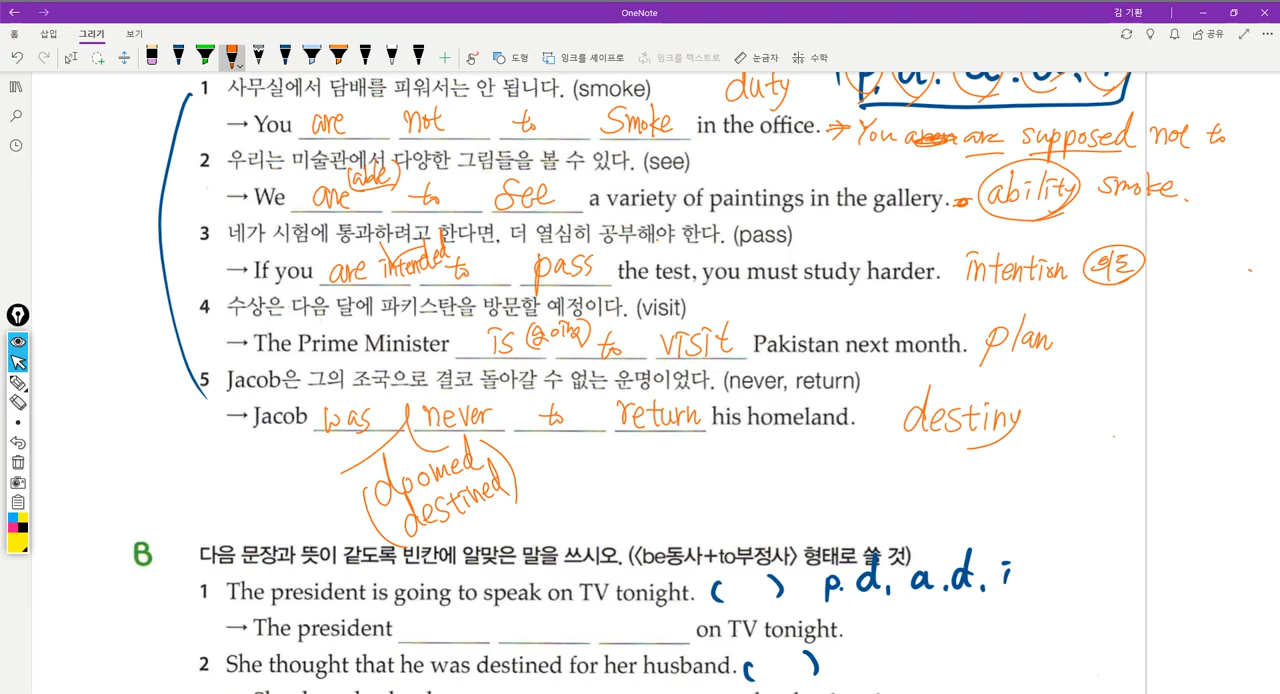 OneNote
김 기환
홈 삽입 그리기 보기
도형 잉크를 셰이프로 잉크를 텍스트로 눈금자 수학 공유
1 사무실에서 담배를 피워서는 안 됩니다. (smoke) duty
→ You are not to smoke in the office. → You are supposed not to smoke.
2 우리는 미술관에서 다양한 그림들을 볼 수 있다. (see)
→ We are (able) to see a variety of paintings in the gallery. ability
3 네가 시험에 통과하려고 한다면, 더 열심히 공부해야 한다. (pass)
→ If you are intended to pass the test, you must study harder. intention 의도
4 수상은 다음 달에 파키스탄을 방문할 예정이다. (visit)
→ The Prime Minister is (going) to visit Pakistan next month. plan
5 Jacob은 그의 조국으로 결코 돌아갈 수 없는 운명이었다. (never, return)
→ Jacob was never to return his homeland. destiny
(doomed
destined)
B 다음 문장과 뜻이 같도록 빈칸에 알맞은 말을 쓰시오. (〈be동사+to부정사〉 형태로 쓸 것)
1 The president is going to speak on TV tonight. ( ) p. d. a. d. i
→ The president on TV tonight.
2 She thought that he was destined for her husband. ( )